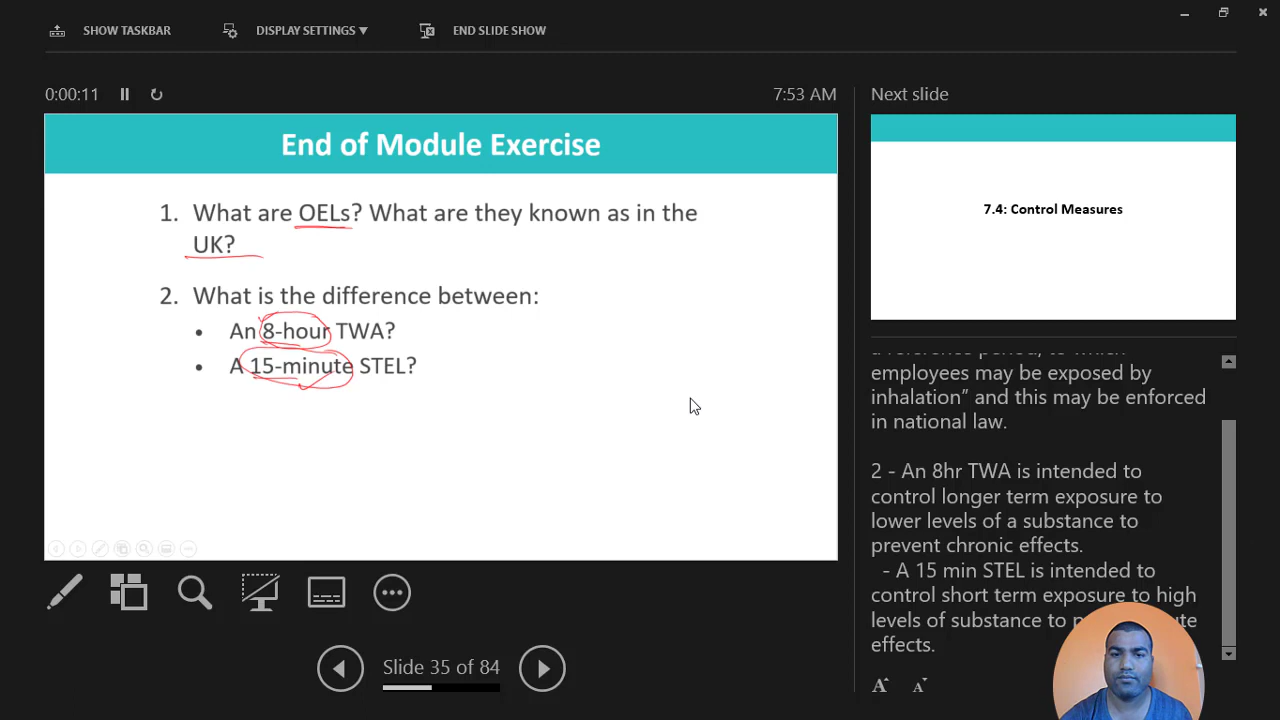 SHOW TASKBAR
DISPLAY SETTINGS ▼
END SLIDE SHOW
0:00:11
7:53 AM
End of Module Exercise
1. What are OELs? What are they known as in the
UK?
2. What is the difference between:
• An 8-hour TWA?
• A 15-minute STEL?
Slide 35 of 84
Next slide
7.4: Control Measures
a reference period, to which
employees may be exposed by
inhalation” and this may be enforced
in national law.
2 - An 8hr TWA is intended to
control longer term exposure to
lower levels of a substance to
prevent chronic effects.
- A 15 min STEL is intended to
control short term exposure to high
levels of substance to
effects.
A A